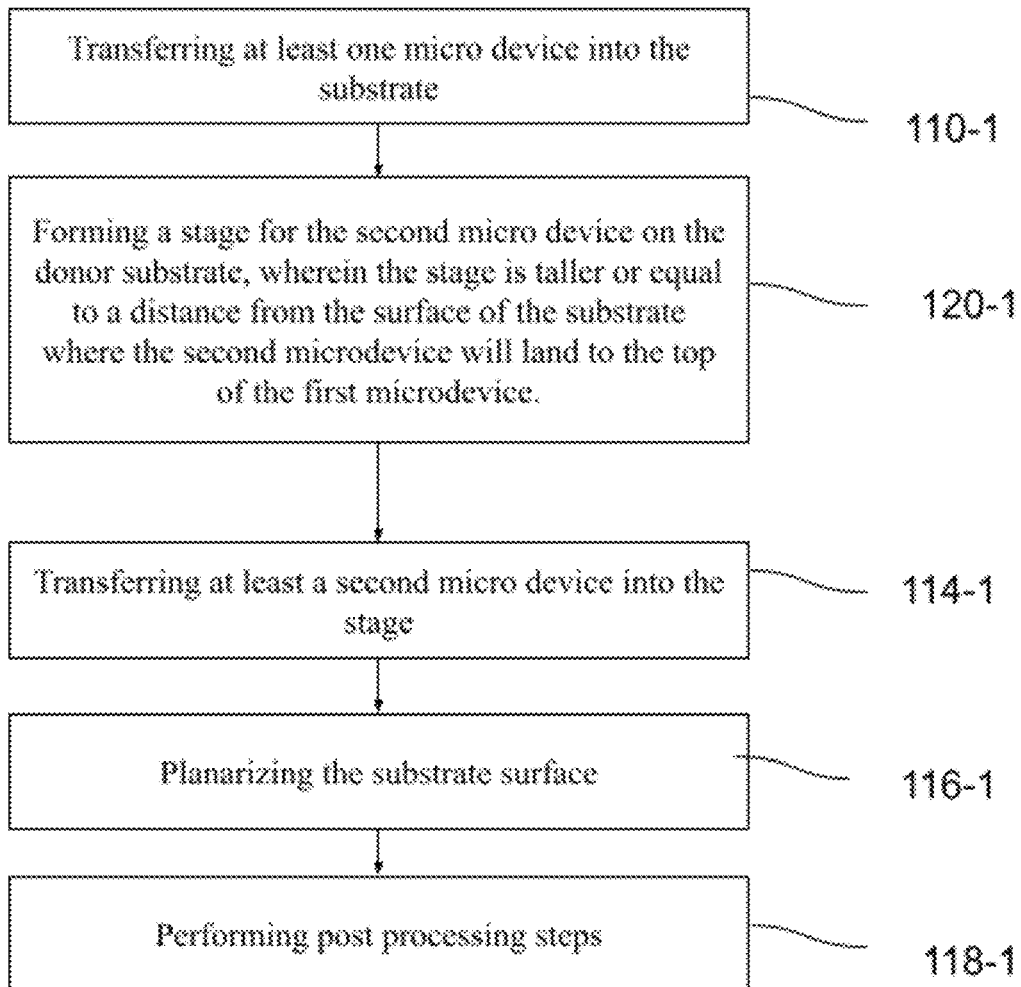 Transferring at least one micro device into the
substrate
110-1
Forming a stage for the second micro device on the
donor substrate, wherein the stage is taller or equal
to a distance from the surface of the substrate
where the second microdevice will land to the top
of the first microdevice.
120-1
Transferring at least a second micro device into the
stage
114-1
Planarizing the substrate surface
116-1
Performing post processing steps
118-1